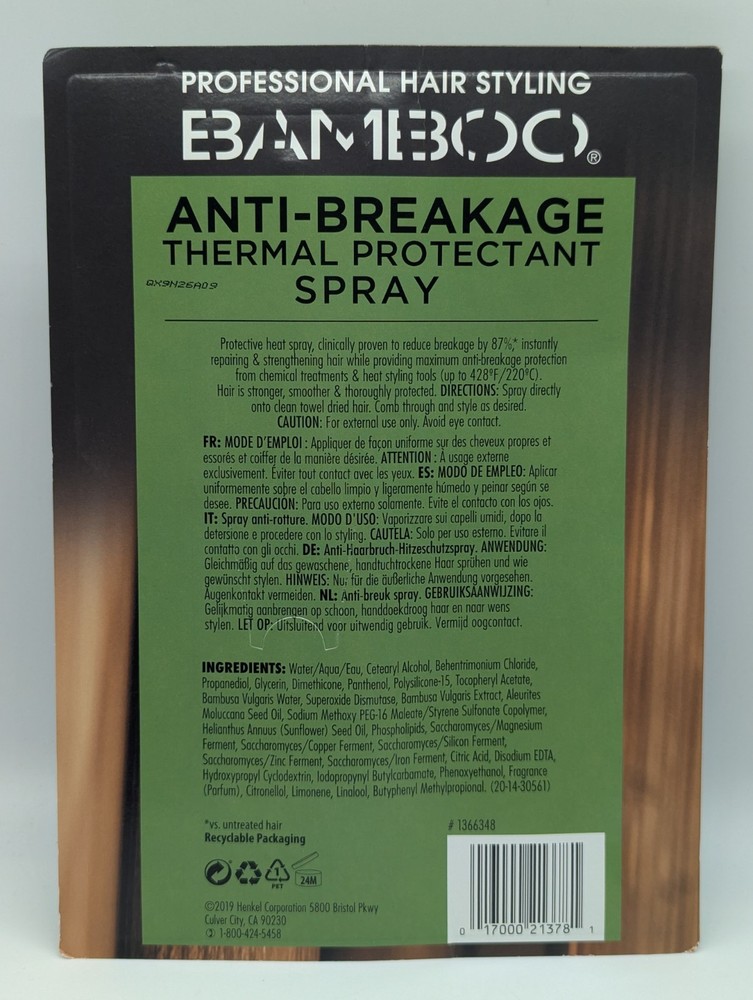 PROFESSIONAL HAIR STYLING
BAMBOO®
ANTI-BREAKAGE
THERMAL PROTECTANT
SPRAY
QX9H26A09
Protective heat spray, clinically proven to reduce breakage by 87%,* instantly
repairing & strengthening hair while providing maximum anti-breakage protection
from chemical treatments & heat styling tools (up to 428ºF/220ºC).
Hair is stronger, smoother & thoroughly protected. DIRECTIONS: Spray directly
onto clean towel dried hair. Comb through and style as desired.
CAUTION: For external use only. Avoid eye contact.
FR: MODE D'EMPLOI : Appliquer de façon uniforme sur des cheveux propres et
essorés et coiffer de la manière désirée. ATTENTION : À usage externe
exclusivement. Éviter tout contact avec les yeux. ES: MODO DE EMPLEO: Aplicar
uniformemente sobre el cabello limpio y ligeramente húmedo y peinar según se
desee. PRECAUCIÓN: Para uso externo solamente. Evite el contacto con los ojos.
IT: Spray anti-rotture. MODO D'USO: Vaporizzare sui capelli umidi, dopo la
detersione e procedere con lo styling. CAUTELA: Solo per uso esterno. Evitare il
contatto con gli occhi. DE: Anti-Haarbruch-Hitzeschutzspray. ANWENDUNG:
Gleichmäßig auf das gewaschene, handtuchtrockene Haar sprühen und wie
gewünscht stylen. HINWEIS: Nur für die äußerliche Anwendung vorgesehen.
Augenkontakt vermeiden. NL: Anti-breuk spray. GEBRUIKSAANWIJZING:
Gelijkmatig aanbrengen op schoon, handdoekdroog haar en naar wens
stylen. LET OP: Uitsluitend voor uitwendig gebruik. Vermijd oogcontact.
INGREDIENTS: Water/Aqua/Eau, Cetearyl Alcohol, Behentrimonium Chloride,
Propanediol, Glycerin, Dimethicone, Panthenol, Polysilicone-15, Tocopheryl Acetate,
Bambusa Vulgaris Water, Superoxide Dismutase, Bambusa Vulgaris Extract, Aleurites
Moluccana Seed Oil, Sodium Methoxy PEG-16 Maleate/Styrene Sulfonate Copolymer,
Helianthus Annuus (Sunflower) Seed Oil, Phospholipids, Saccharomyces/Magnesium
Ferment, Saccharomyces/Copper Ferment, Saccharomyces/Silicon Ferment,
Saccharomyces/Zinc Ferment, Saccharomyces/Iron Ferment, Citric Acid, Disodium EDTA,
Hydroxypropyl Cyclodextrin, Iodopropynyl Butylcarbamate, Phenoxyethanol, Fragrance
(Parfum), Citronellol, Limonene, Linalool, Butyphenyl Methylpropional. (20-14-30561)
*vs. untreated hair
Recyclable Packaging
# 1366348
1
PET
24M
©2019 Henkel Corporation 5800 Bristol Pkwy
Culver City, CA 90230
1-800-424-5458
0 17000 21378 1